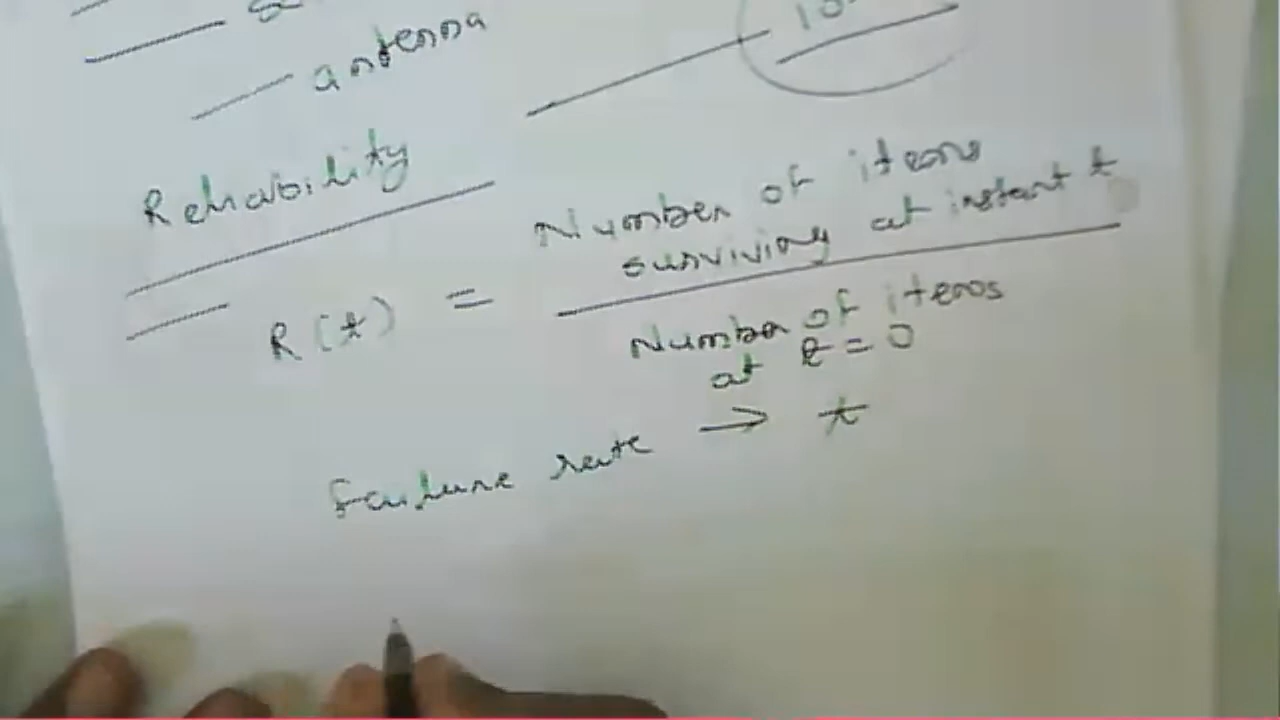 antenna
Reliability
R(t) = Number of items
surviving at instant t
Number of items
at t = 0
Failure rate → t